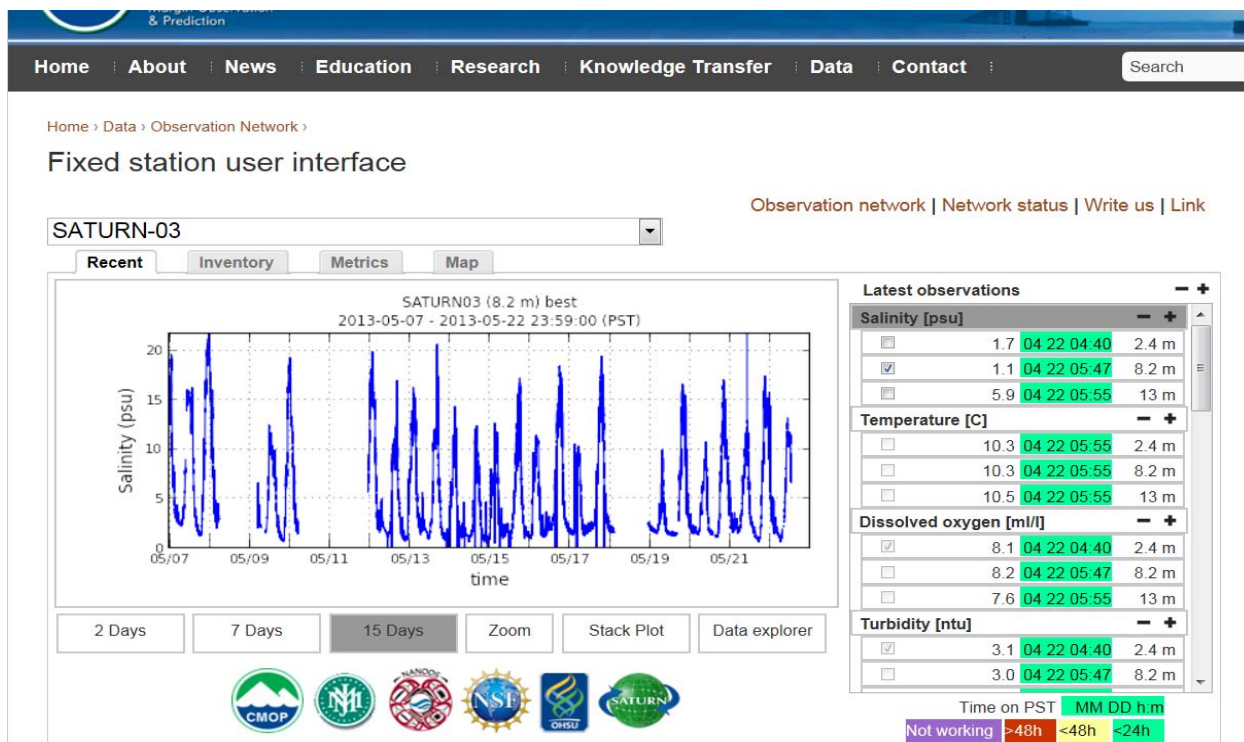 Margin Observation
& Prediction
Home About News Education Research Knowledge Transfer Data Contact Search
Home › Data › Observation Network ›
Fixed station user interface
Observation network | Network status | Write us | Link
SATURN-03
Recent Inventory Metrics Map
SATURN03 (8.2 m) best
2013-05-07 - 2013-05-22 23:59:00 (PST)
Salinity (psu)
20
15
10
5
0
05/07 05/09 05/11 05/13 05/15 05/17 05/19 05/21
time
2 Days 7 Days 15 Days Zoom Stack Plot Data explorer
Latest observations − +
Salinity [psu] − +
1.7 04 22 04:40 2.4 m
1.1 04 22 05:47 8.2 m
5.9 04 22 05:55 13 m
Temperature [C] − +
10.3 04 22 05:55 2.4 m
10.3 04 22 05:55 8.2 m
10.5 04 22 05:55 13 m
Dissolved oxygen [ml/l] − +
8.1 04 22 04:40 2.4 m
8.2 04 22 05:47 8.2 m
7.6 04 22 05:55 13 m
Turbidity [ntu] − +
3.1 04 22 04:40 2.4 m
3.0 04 22 05:47 8.2 m
Time on PST MM DD h:m
Not working >48h <48h <24h
CMOP
NANOOS
NSF
OHSU
SATURN